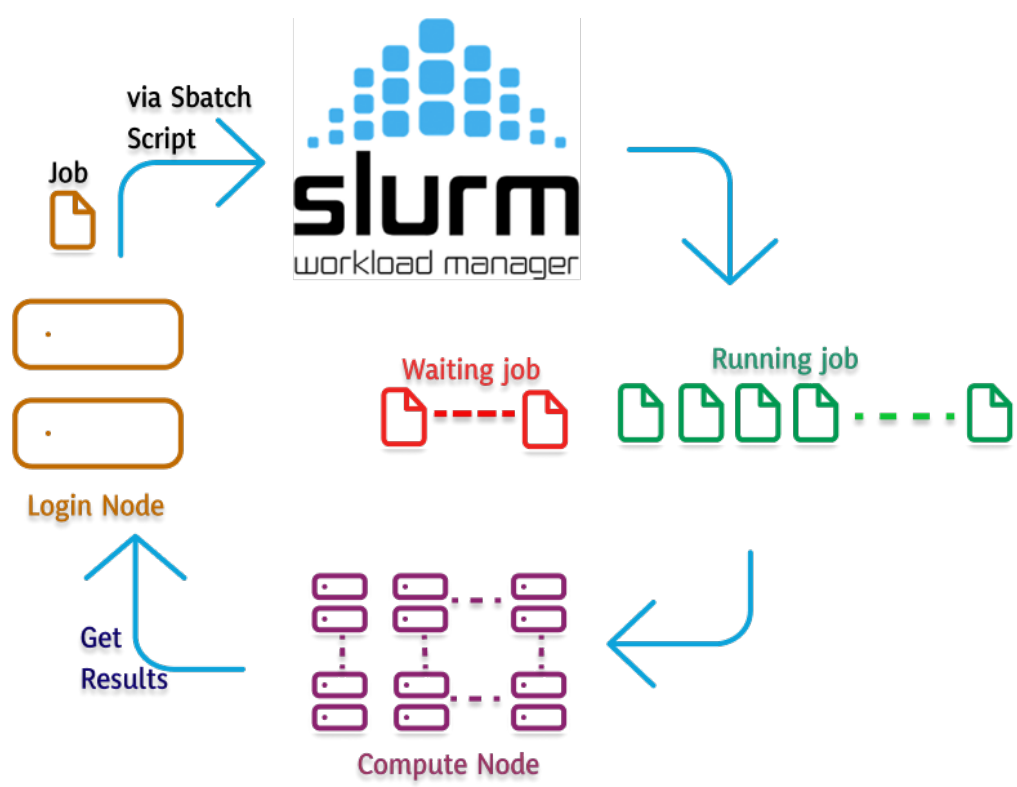 via Sbatch
Script
Job
slurm
workload manager
Waiting job
Running job
Login Node
Get
Results
Compute Node